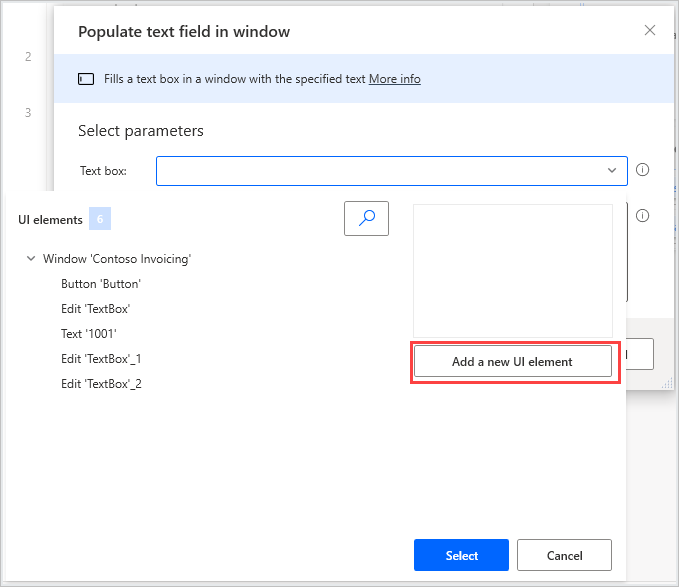 Populate text field in window
2
Fills a text box in a window with the specified text More info
3
Select parameters
Text box:
UI elements 6
Window 'Contoso Invoicing'
Button 'Button'
Edit 'TextBox'
Text '1001'
Edit 'TextBox'_1
Edit 'TextBox'_2
Add a new UI element
Select Cancel